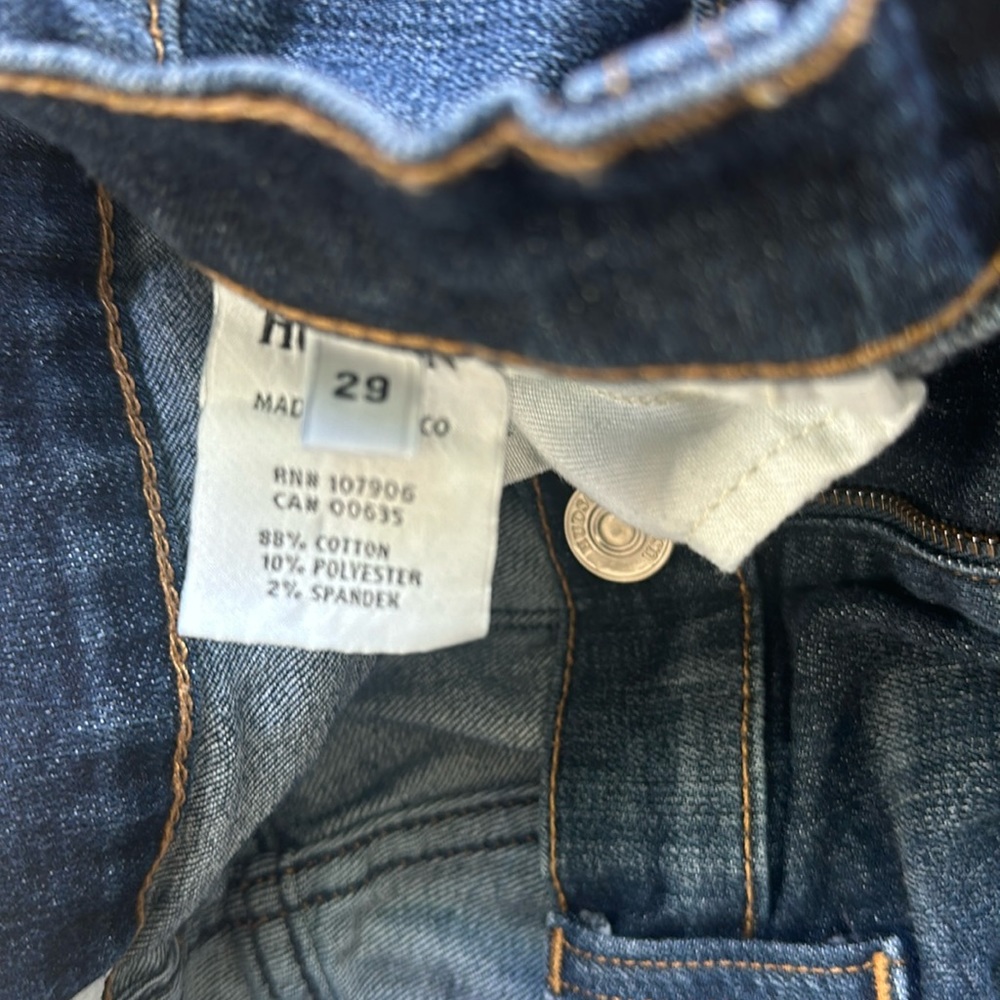 29
RN# 107906
CA# 00635
88% COTTON
10% POLYESTER
2% SPANDEX